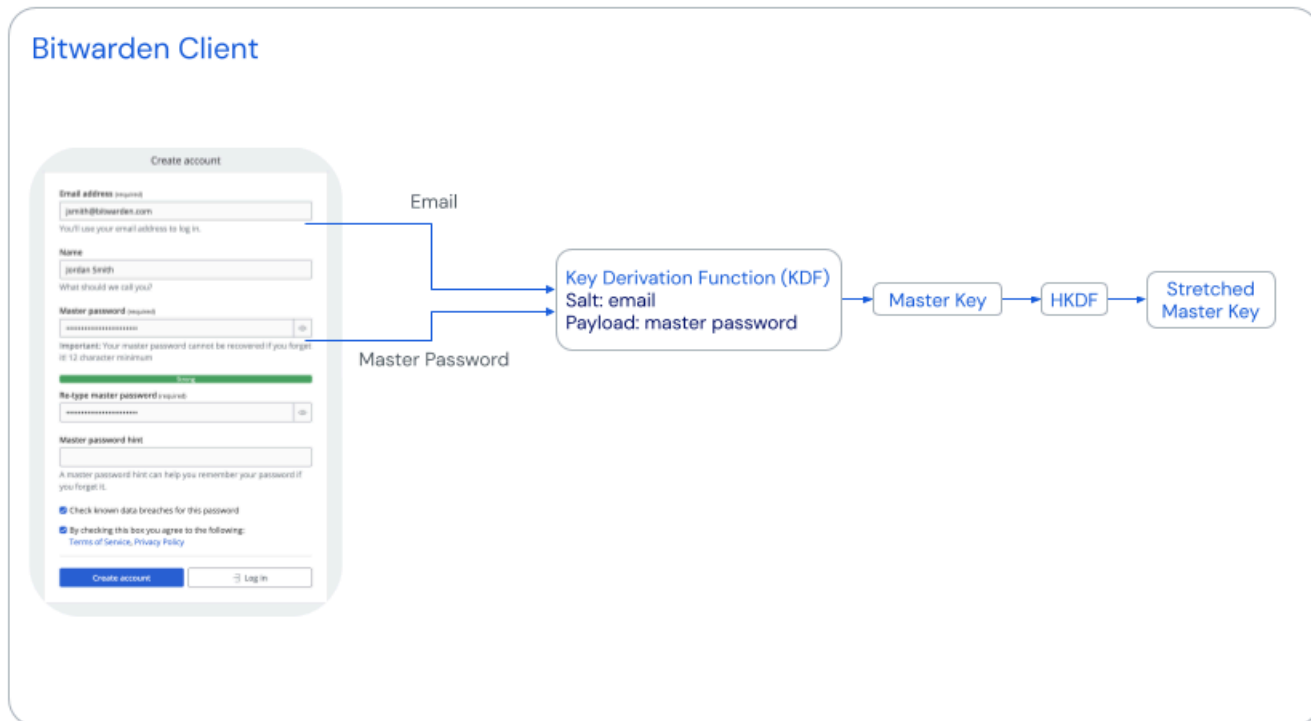 Bitwarden Client
Create account
Email address (required)
jsmith@bitwarden.com
You'll use your email address to log in.
Name
Jordan Smith
What should we call you?
Master password (required)
Important: Your master password cannot be recovered if you forget
it! 12 character minimum
Strong
Re-type master password (required)
Master password hint
A master password hint can help you remember your password if
you forget it.
Check known data breaches for this password
By checking this box you agree to the following:
Terms of Service, Privacy Policy
Create account
Log in
Email
Master Password
Key Derivation Function (KDF)
Salt: email
Payload: master password
Master Key
HKDF
Stretched
Master Key